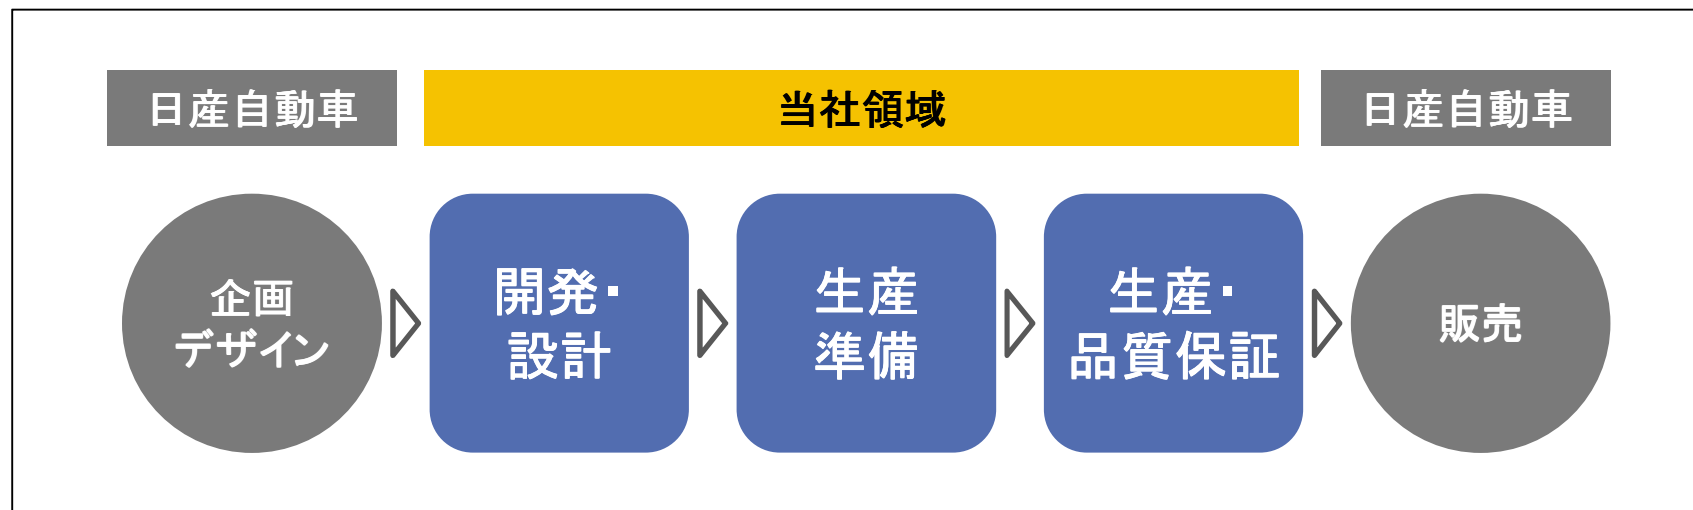 日産自動車
当社領域
日産自動車
企画
デザイン
開発・
設計
生産
準備
生産・
品質保証
販売